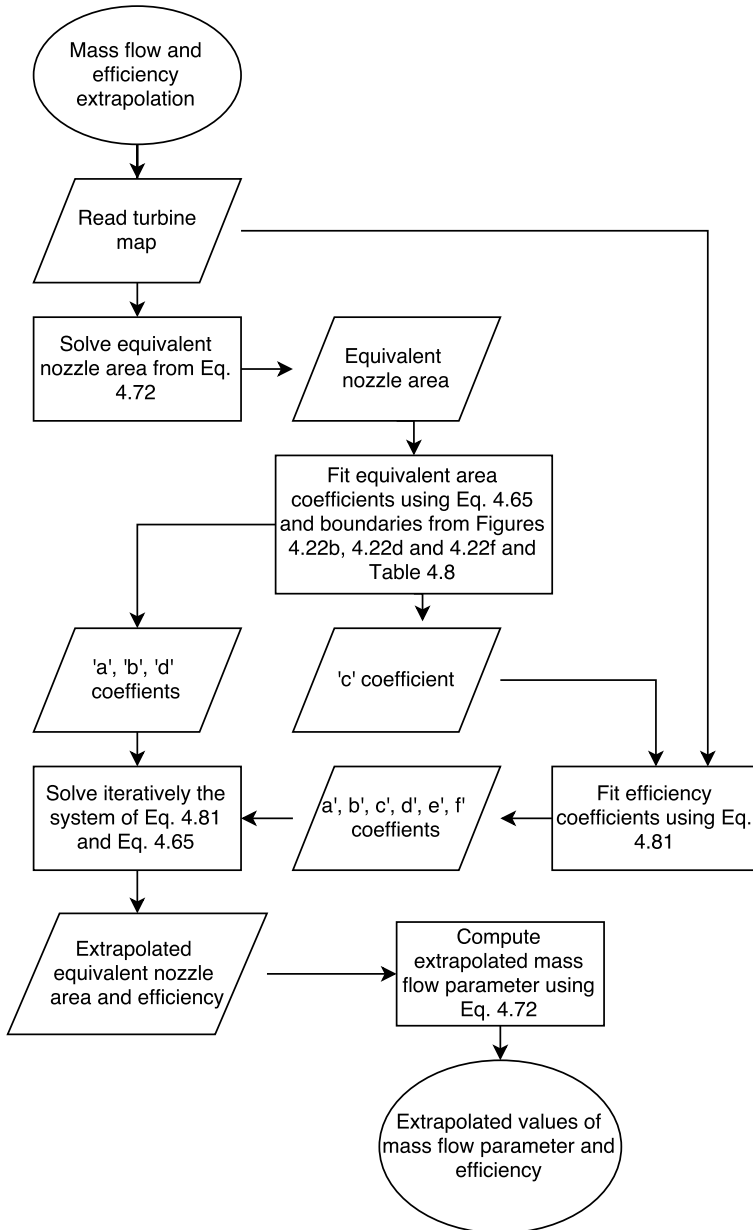 Mass flow and
efficiency
extrapolation
Read turbine
map
Solve equivalent
nozzle area from Eq.
4.72
Equivalent
nozzle area
Fit equivalent area
coefficients using Eq. 4.65
and boundaries from Figures
4.22b, 4.22d and 4.22f and
Table 4.8
'a', 'b', 'd'
coeffients
'c' coefficient
Solve iteratively the
system of Eq. 4.81
and Eq. 4.65
a', b', c', d', e', f'
coeffients
Fit efficiency
coefficients using Eq.
4.81
Extrapolated
equivalent nozzle
area and efficiency
Compute
extrapolated mass
flow parameter using
Eq. 4.72
Extrapolated values of
mass flow parameter and
efficiency